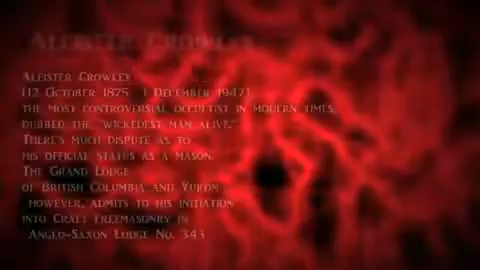 Aleister Crowley
Aleister Crowley
(12 October 1875 1 December 1947)
the most controversial occultist in modern times.
dubbed the "wickedest man alive."
There's much dispute as to
his official status as a mason.
The Grand Lodge
of British Columbia and Yukon
however, admits to his initiation
into Craft Freemasonry in
Anglo-Saxon Lodge No. 343